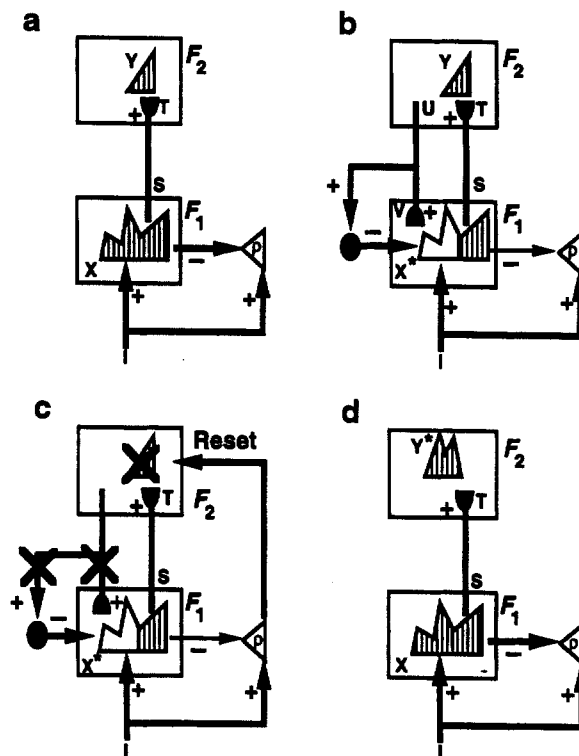 a
Y F2
+ T
S
F1
X − ρ
+ +
I
b
Y F2
U + T
+ S
V + F1
− X* − ρ
+ +
I
c
Reset
+ T F2
S
+ + F1
− X* − ρ
+ +
I
d
Y* F2
+ T
S
F1
X − ρ
+ +
I